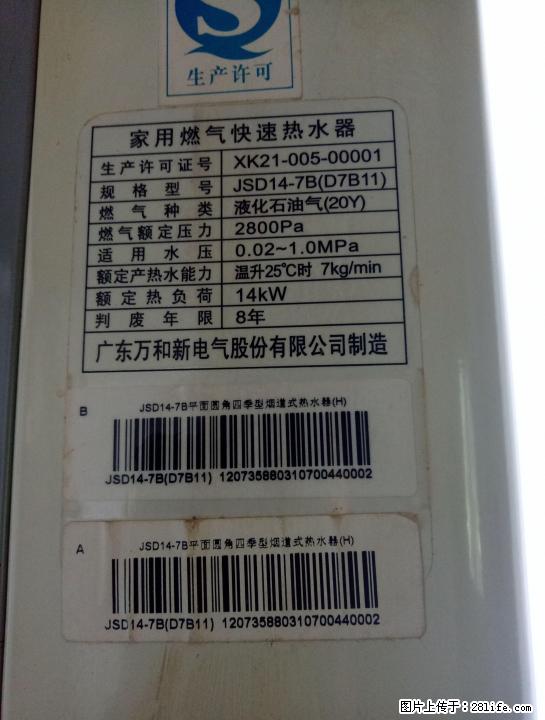 S
生产许可
家用燃气快速热水器
生产许可证号 XK21-005-00001
规格型号 JSD14-7B(D7B11)
燃气种类 液化石油气(20Y)
燃气额定压力 2800Pa
适用水压 0.02~1.0MPa
额定产热水能力 温升25℃时 7kg/min
额定热负荷 14kW
判废年限 8年
广东万和新电气股份有限公司制造
B JSD14-7B平面圆角四季型烟道式热水器(H)
JSD14-7B(D7B11) 120735880310700440002
A JSD14-7B平面圆角四季型烟道式热水器(H)
JSD14-7B(D7B11) 120735880310700440002
图片上传于：281life.com